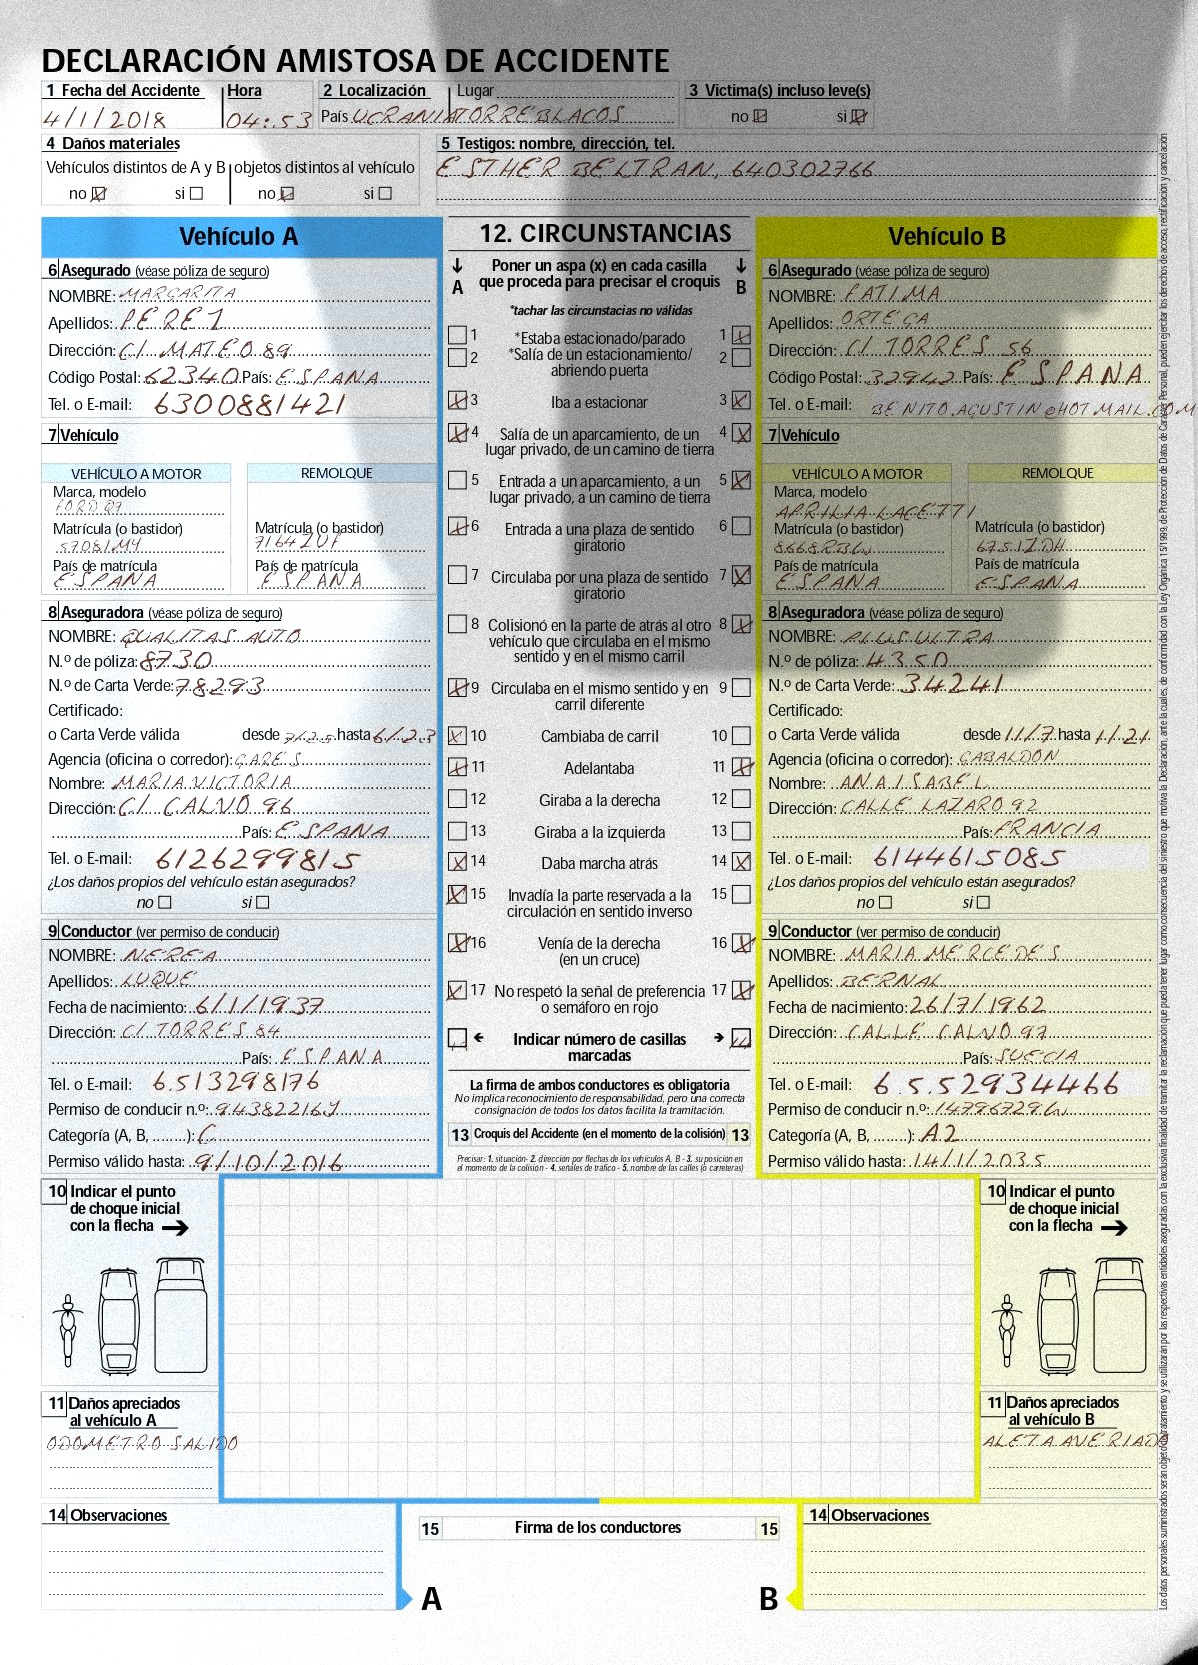 DECLARACIÓN AMISTOSA DE ACCIDENTE
1 Fecha del Accidente
4/1/2018
Hora
04:53
2 Localización
Lugar
País UCRANIA TORREBLACOS
3 Victima(s) incluso leve(s)
no si
4 Daños materiales
Vehículos distintos de A y B objetos distintos al vehículo
no si no si
5 Testigos: nombre, dirección, tel.
ESTHER BELTRAN, 640302766
Vehículo A
6 Asegurado (véase póliza de seguro)
NOMBRE: MARGARITA
Apellidos: PEREZ
Dirección: C/ MATEO 89
Código Postal: 62340 País: ESPANA
Tel. o E-mail: 6300881421
7 Vehículo
VEHÍCULO A MOTOR
Marca, modelo
FORD Q7
Matrícula (o bastidor)
5708LMY
País de matrícula
ESPANA
REMOLQUE
Matrícula (o bastidor)
7164ZUF
País de matrícula
ESPANA
8 Aseguradora (véase póliza de seguro)
NOMBRE: QUALITAS AUTO
N.º de póliza: 8730
N.º de Carta Verde: 78293
Certificado:
o Carta Verde válida desde 7/25 hasta 6/23
Agencia (oficina o corredor): GARES
Nombre: MARIA VICTORIA
Dirección: C/ CALVO 96
País: ESPANA
Tel. o E-mail: 6126299815
¿Los daños propios del vehículo están asegurados?
no si
9 Conductor (ver permiso de conducir)
NOMBRE: NEREA
Apellidos: LUQUE
Fecha de nacimiento: 6/1/1937
Dirección: C/ TORRES 84
País: ESPANA
Tel. o E-mail: 6.513298176
Permiso de conducir n.º: 94382216J
Categoría (A, B, ........): C
Permiso válido hasta: 9/10/2016
12. CIRCUNSTANCIAS
A B
Poner un aspa (x) en cada casilla
que proceda para precisar el croquis
*tachar las circunstacias no válidas
1 *Estaba estacionado/parado 1
2 *Salía de un estacionamiento/ 2
abriendo puerta
3 Iba a estacionar 3
4 Salía de un aparcamiento, de un 4
lugar privado, de un camino de tierra
5 Entrada a un aparcamiento, a un 5
lugar privado, a un camino de tierra
6 Entrada a una plaza de sentido 6
giratorio
7 Circulaba por una plaza de sentido 7
giratorio
8 Colisionó en la parte de atrás al otro 8
vehículo que circulaba en el mismo
sentido y en el mismo carril
9 Circulaba en el mismo sentido y en 9
carril diferente
10 Cambiaba de carril 10
11 Adelantaba 11
12 Giraba a la derecha 12
13 Giraba a la izquierda 13
14 Daba marcha atrás 14
15 Invadía la parte reservada a la 15
circulación en sentido inverso
16 Venía de la derecha 16
(en un cruce)
17 No respetó la señal de preferencia 17
o semáforo en rojo
Indicar número de casillas
marcadas
La firma de ambos conductores es obligatoria
No implica reconocimiento de responsabilidad, pero una correcta
consignación de todos los datos facilita la tramitación.
13 Croquis del Accidente (en el momento de la colisión) 13
Precisar: 1. situación- 2. dirección por flechas de los vehículos A, B - 3. su posición en
el momento de la colisión - 4. señales de tráfico - 5. nombre de las calles (o carreteras)
Vehículo B
6 Asegurado (véase póliza de seguro)
NOMBRE: FATIMA
Apellidos: ORTEGA
Dirección: C/ TORRES 56
Código Postal: 32942 País: ESPANA
Tel. o E-mail: BENITO.AGUSTIN@HOTMAIL.COM
7 Vehículo
VEHÍCULO A MOTOR
Marca, modelo
APRILIA LACETTI
Matrícula (o bastidor)
8668RBW
País de matrícula
ESPANA
REMOLQUE
Matrícula (o bastidor)
6751ZDH
País de matrícula
ESPANA
8 Aseguradora (véase póliza de seguro)
NOMBRE: PLUS ULTRA
N.º de póliza: 4350
N.º de Carta Verde: 34241
Certificado:
o Carta Verde válida desde 11/7 hasta 1/21
Agencia (oficina o corredor): GABALDON
Nombre: ANA ISABEL
Dirección: CALLE LAZARO 92
País: FRANCIA
Tel. o E-mail: 6144615085
¿Los daños propios del vehículo están asegurados?
no si
9 Conductor (ver permiso de conducir)
NOMBRE: MARIA MERCEDES
Apellidos: BERNAL
Fecha de nacimiento: 26/7/1962
Dirección: CALLE CALVO 97
País: SUECIA
Tel. o E-mail: 6.5.52934466
Permiso de conducir n.º: 14796729W
Categoría (A, B, ........): A2
Permiso válido hasta: 14/1/2035
10 Indicar el punto
de choque inicial
con la flecha
11 Daños apreciados
al vehículo A
ODOMETRO SALIDO
10 Indicar el punto
de choque inicial
con la flecha
11 Daños apreciados
al vehículo B
ALETA AVERIADA
14 Observaciones
15 Firma de los conductores 15
A B
14 Observaciones
Los datos personales suministrados serán objeto de tratamiento y se utilizarán por las respectivas entidades aseguradas con la exclusiva finalidad de tramitar la reclamación que pueda tener lugar como consecuencia del siniestro que motiva la Declaración, ante la cuales, de conformidad con la Ley Orgánica 15/1999, de Protección de Datos de Carácter Personal, pueden ejercitar los derechos de acceso, rectificación y cancelación